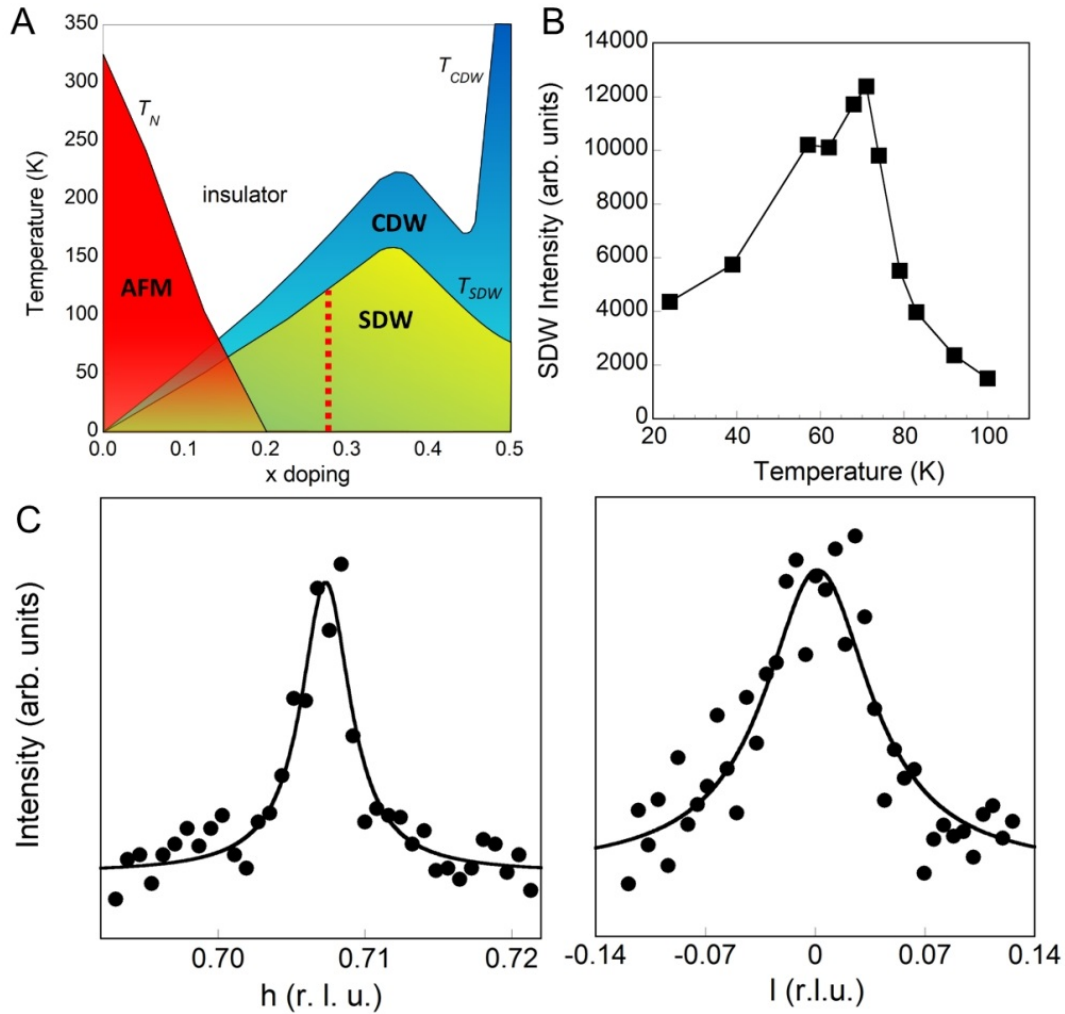 A
350
300
250
200
150
100
50
0
Temperature (K)
T_N
insulator
AFM
T_CDW
CDW
T_SDW
SDW
0.0 0.1 0.2 0.3 0.4 0.5
x doping
B
14000
12000
10000
8000
6000
4000
2000
0
SDW Intensity (arb. units)
20 40 60 80 100
Temperature (K)
C
Intensity (arb. units)
0.70 0.71 0.72
h (r. l. u.)
-0.14 -0.07 0 0.07 0.14
l (r.l.u.)